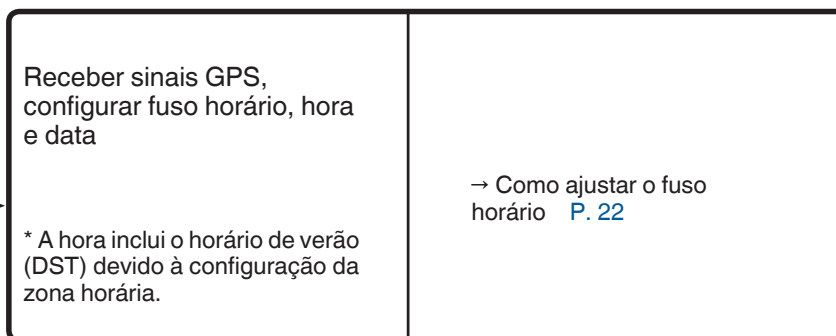 Receber sinais GPS,
configurar fuso horário, hora
e data
* A hora inclui o horário de verão
(DST) devido à configuração da
zona horária.
→ Como ajustar o fuso
horário P. 22